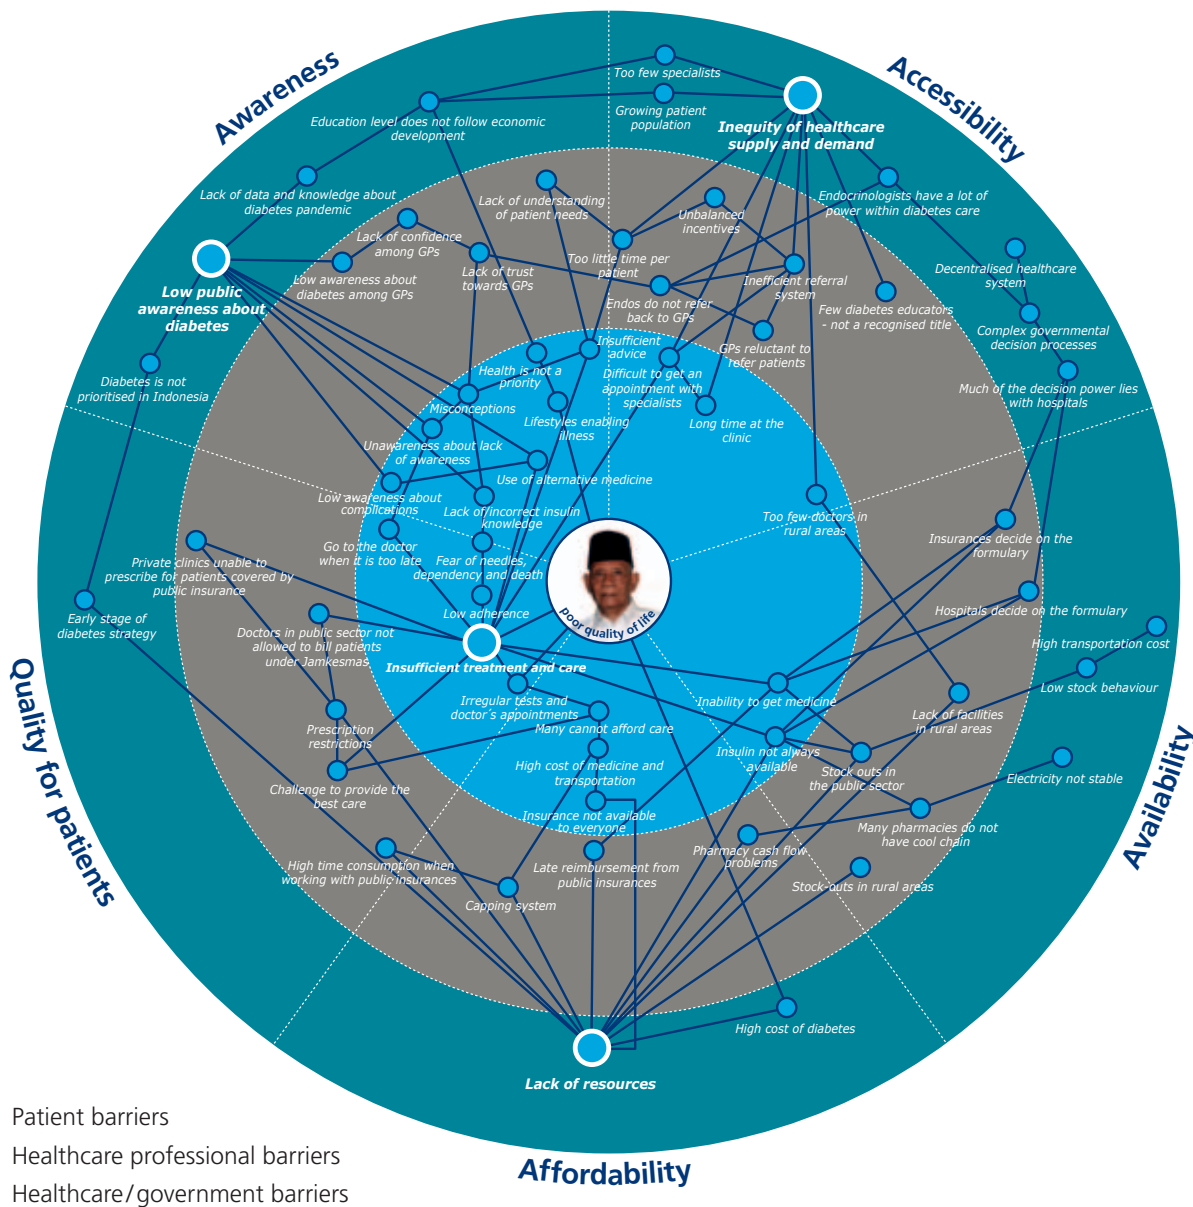 Awareness
Accessibility
Too few specialists
Growing patient
population
Inequity of healthcare
supply and demand
Education level does not follow economic
development
Lack of data and knowledge about
diabetes pandemic
Lack of understanding
of patient needs
Unbalanced
incentives
Endocrinologists have a lot of
power within diabetes care
Lack of confidence
among GPs
Too little time per
patient
Decentralised healthcare
system
Low public
awareness about
diabetes
Low awareness about
diabetes among GPs
Lack of trust
towards GPs
Endos do not refer
back to GPs
Inefficient referral
system
Few diabetes educators
- not a recognised title
Complex governmental
decision processes
Diabetes is not
prioritised in Indonesia
Health is not a
priority
Insufficient
advice
GPs reluctant to
refer patients
Difficult to get an
appointment with
specialists
Much of the decision power lies
with hospitals
Misconceptions
Lifestyles enabling
illness
Long time at the
clinic
Unawareness about lack
of awareness
Use of alternative medicine
Low awareness about
complications
Lack of incorrect insulin
knowledge
Too few doctors in
rural areas
Go to the doctor
when it is too late
Fear of needles,
dependency and death
Insurances decide on the
formulary
Private clinics unable to
prescribe for patients covered by
public insurance
Low adherence
poor quality of life
Hospitals decide on the formulary
Early stage of
diabetes strategy
Doctors in public sector not
allowed to bill patients
under Jamkesmas
Insufficient treatment and care
High transportation cost
Low stock behaviour
Quality for patients
Irregular tests and
doctor's appointments
Inability to get medicine
Lack of facilities
in rural areas
Prescription
restrictions
Many cannot afford care
Insulin not always
available
Stock outs in
the public sector
Electricity not stable
Availability
Challenge to provide the
best care
High cost of medicine and
transportation
Insurance not available
to everyone
Many pharmacies do not
have cool chain
High time consumption when
working with public insurances
Late reimbursement from
public insurances
Pharmacy cash flow
problems
Stock-outs in rural areas
Capping system
High cost of diabetes
Lack of resources
Affordability
Patient barriers
Healthcare professional barriers
Healthcare/government barriers